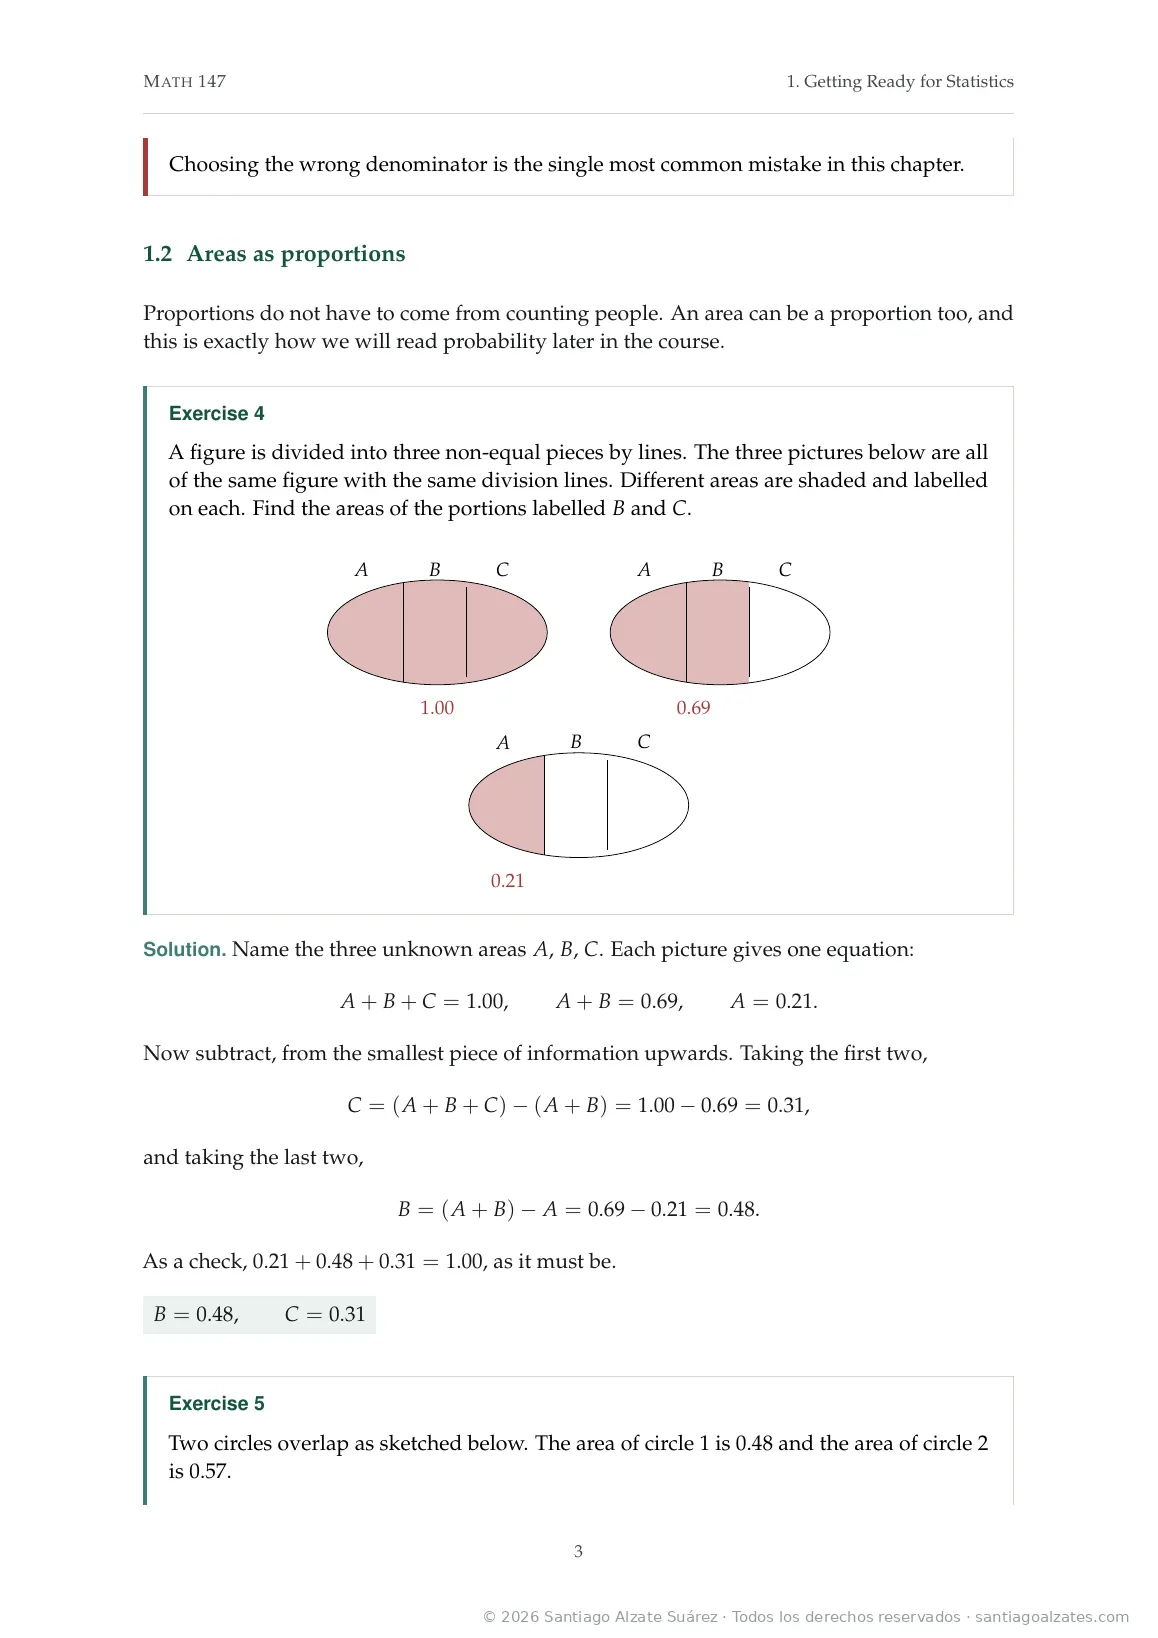 MATH 147
1. Getting Ready for Statistics
Choosing the wrong denominator is the single most common mistake in this chapter.
1.2 Areas as proportions
Proportions do not have to come from counting people. An area can be a proportion too, and
this is exactly how we will read probability later in the course.
Exercise 4
A figure is divided into three non-equal pieces by lines. The three pictures below are all
of the same figure with the same division lines. Different areas are shaded and labelled
on each. Find the areas of the portions labelled B and C.
A B C
A B C
1.00
0.69
A B C
0.21
Solution. Name the three unknown areas A, B, C. Each picture gives one equation:
A + B + C = 1.00, A + B = 0.69, A = 0.21.
Now subtract, from the smallest piece of information upwards. Taking the first two,
C = (A + B + C) − (A + B) = 1.00 − 0.69 = 0.31,
and taking the last two,
B = (A + B) − A = 0.69 − 0.21 = 0.48.
As a check, 0.21 + 0.48 + 0.31 = 1.00, as it must be.
B = 0.48, C = 0.31
Exercise 5
Two circles overlap as sketched below. The area of circle 1 is 0.48 and the area of circle 2
is 0.57.
3
© 2026 Santiago Alzate Suárez · Todos los derechos reservados · santiagoalzates.com